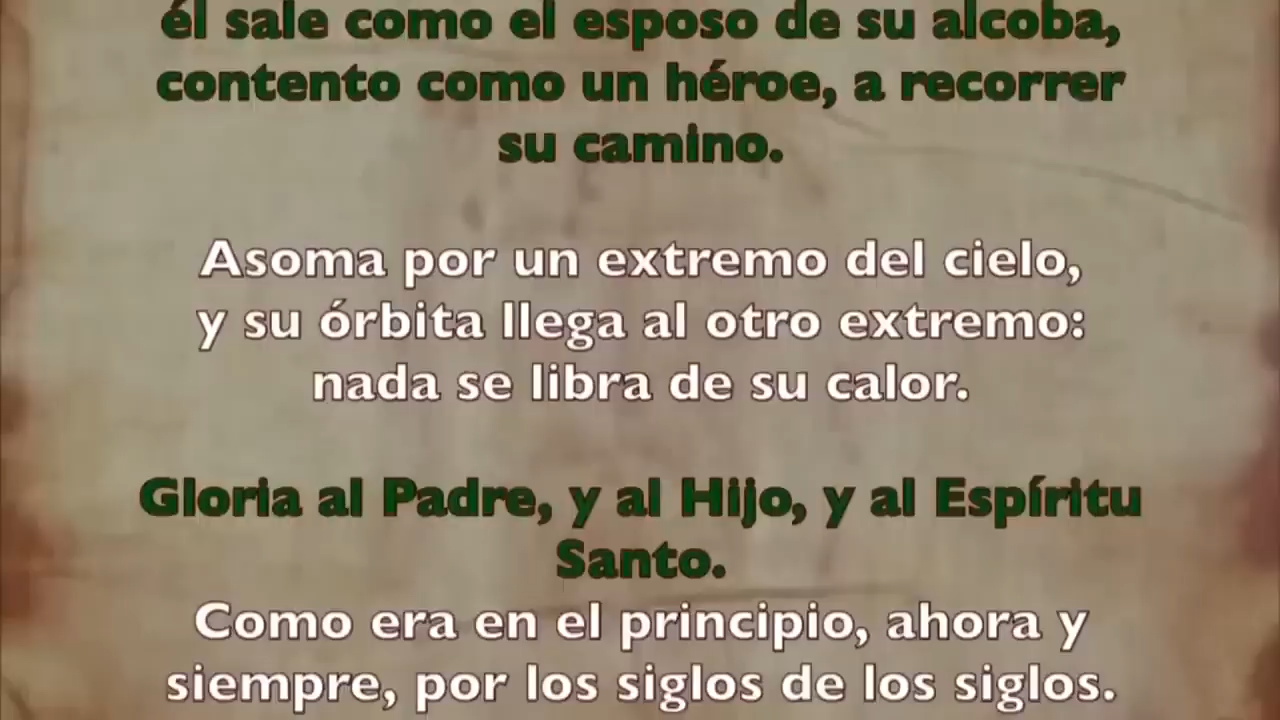 él sale como el esposo de su alcoba,
contento como un héroe, a recorrer
su camino.
Asoma por un extremo del cielo,
y su órbita llega al otro extremo:
nada se libra de su calor.
Gloria al Padre, y al Hijo, y al Espíritu
Santo.
Como era en el principio, ahora y
siempre, por los siglos de los siglos.